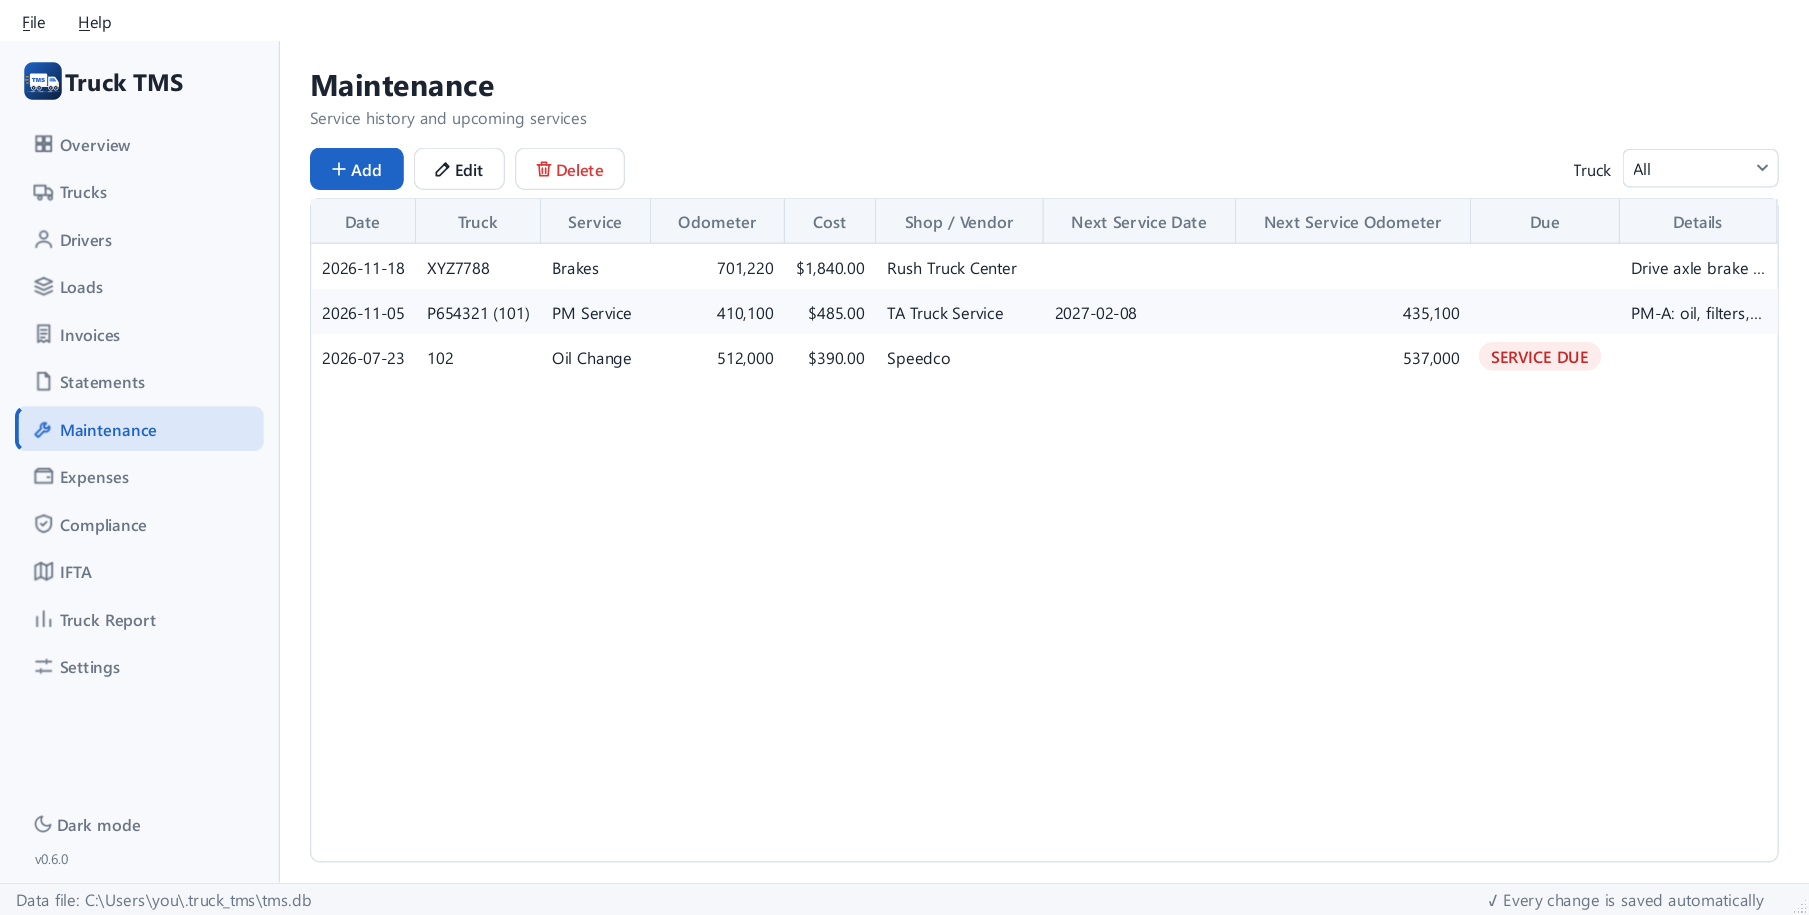 File Help
TMS
Truck TMS
Overview
Trucks
Drivers
Loads
Invoices
Statements
Maintenance
Expenses
Compliance
IFTA
Truck Report
Settings
Dark mode
v0.6.0
Maintenance
Service history and upcoming services
Add Edit Delete Truck All
Date Truck Service Odometer Cost Shop / Vendor Next Service Date Next Service Odometer Due Details
2026-11-18 XYZ7788 Brakes 701,220 $1,840.00 Rush Truck Center Drive axle brake ...
2026-11-05 P654321 (101) PM Service 410,100 $485.00 TA Truck Service 2027-02-08 435,100 PM-A: oil, filters,...
2026-07-23 102 Oil Change 512,000 $390.00 Speedco 537,000 SERVICE DUE
Data file: C:\Users\you\.truck_tms\tms.db ✓ Every change is saved automatically